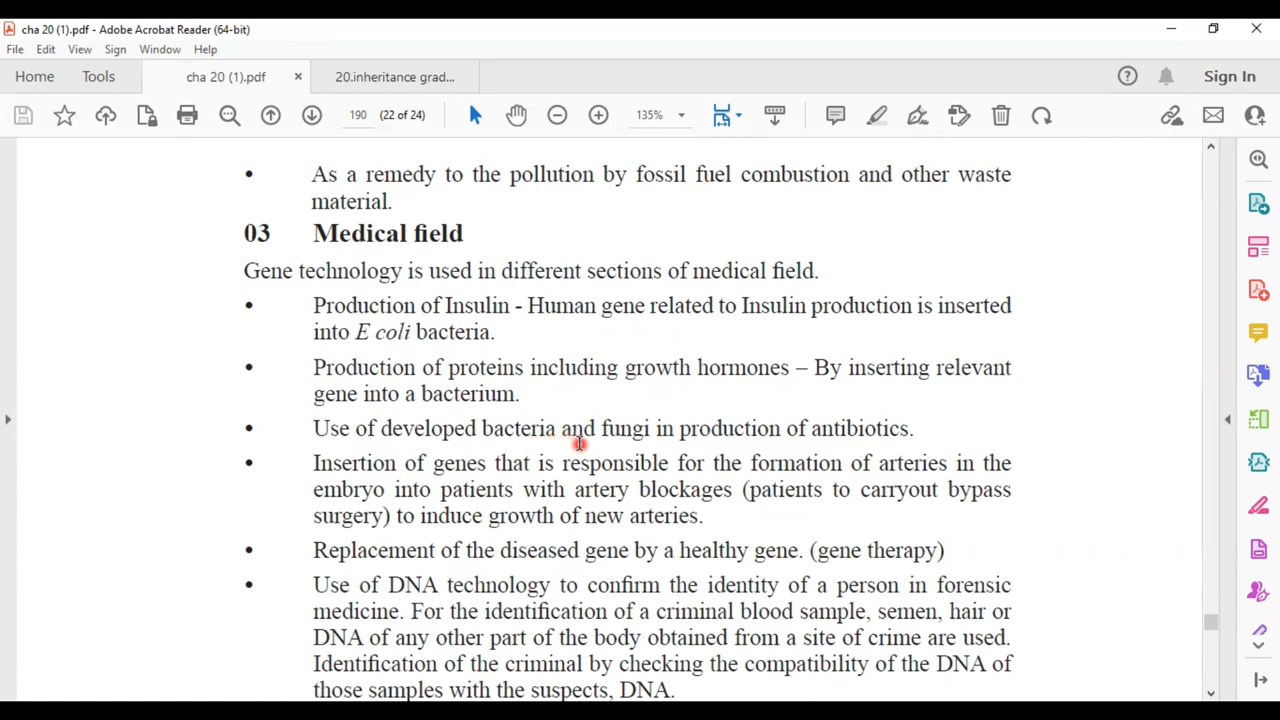 cha 20 (1).pdf - Adobe Acrobat Reader (64-bit)
File Edit View Sign Window Help
Home Tools cha 20 (1).pdf × 20.inheritance grad... Sign In
190 (22 of 24) 135%
• As a remedy to the pollution by fossil fuel combustion and other waste
material.
03 Medical field
Gene technology is used in different sections of medical field.
• Production of Insulin - Human gene related to Insulin production is inserted
into E coli bacteria.
• Production of proteins including growth hormones – By inserting relevant
gene into a bacterium.
• Use of developed bacteria and fungi in production of antibiotics.
• Insertion of genes that is responsible for the formation of arteries in the
embryo into patients with artery blockages (patients to carryout bypass
surgery) to induce growth of new arteries.
• Replacement of the diseased gene by a healthy gene. (gene therapy)
• Use of DNA technology to confirm the identity of a person in forensic
medicine. For the identification of a criminal blood sample, semen, hair or
DNA of any other part of the body obtained from a site of crime are used.
Identification of the criminal by checking the compatibility of the DNA of
those samples with the suspects, DNA.